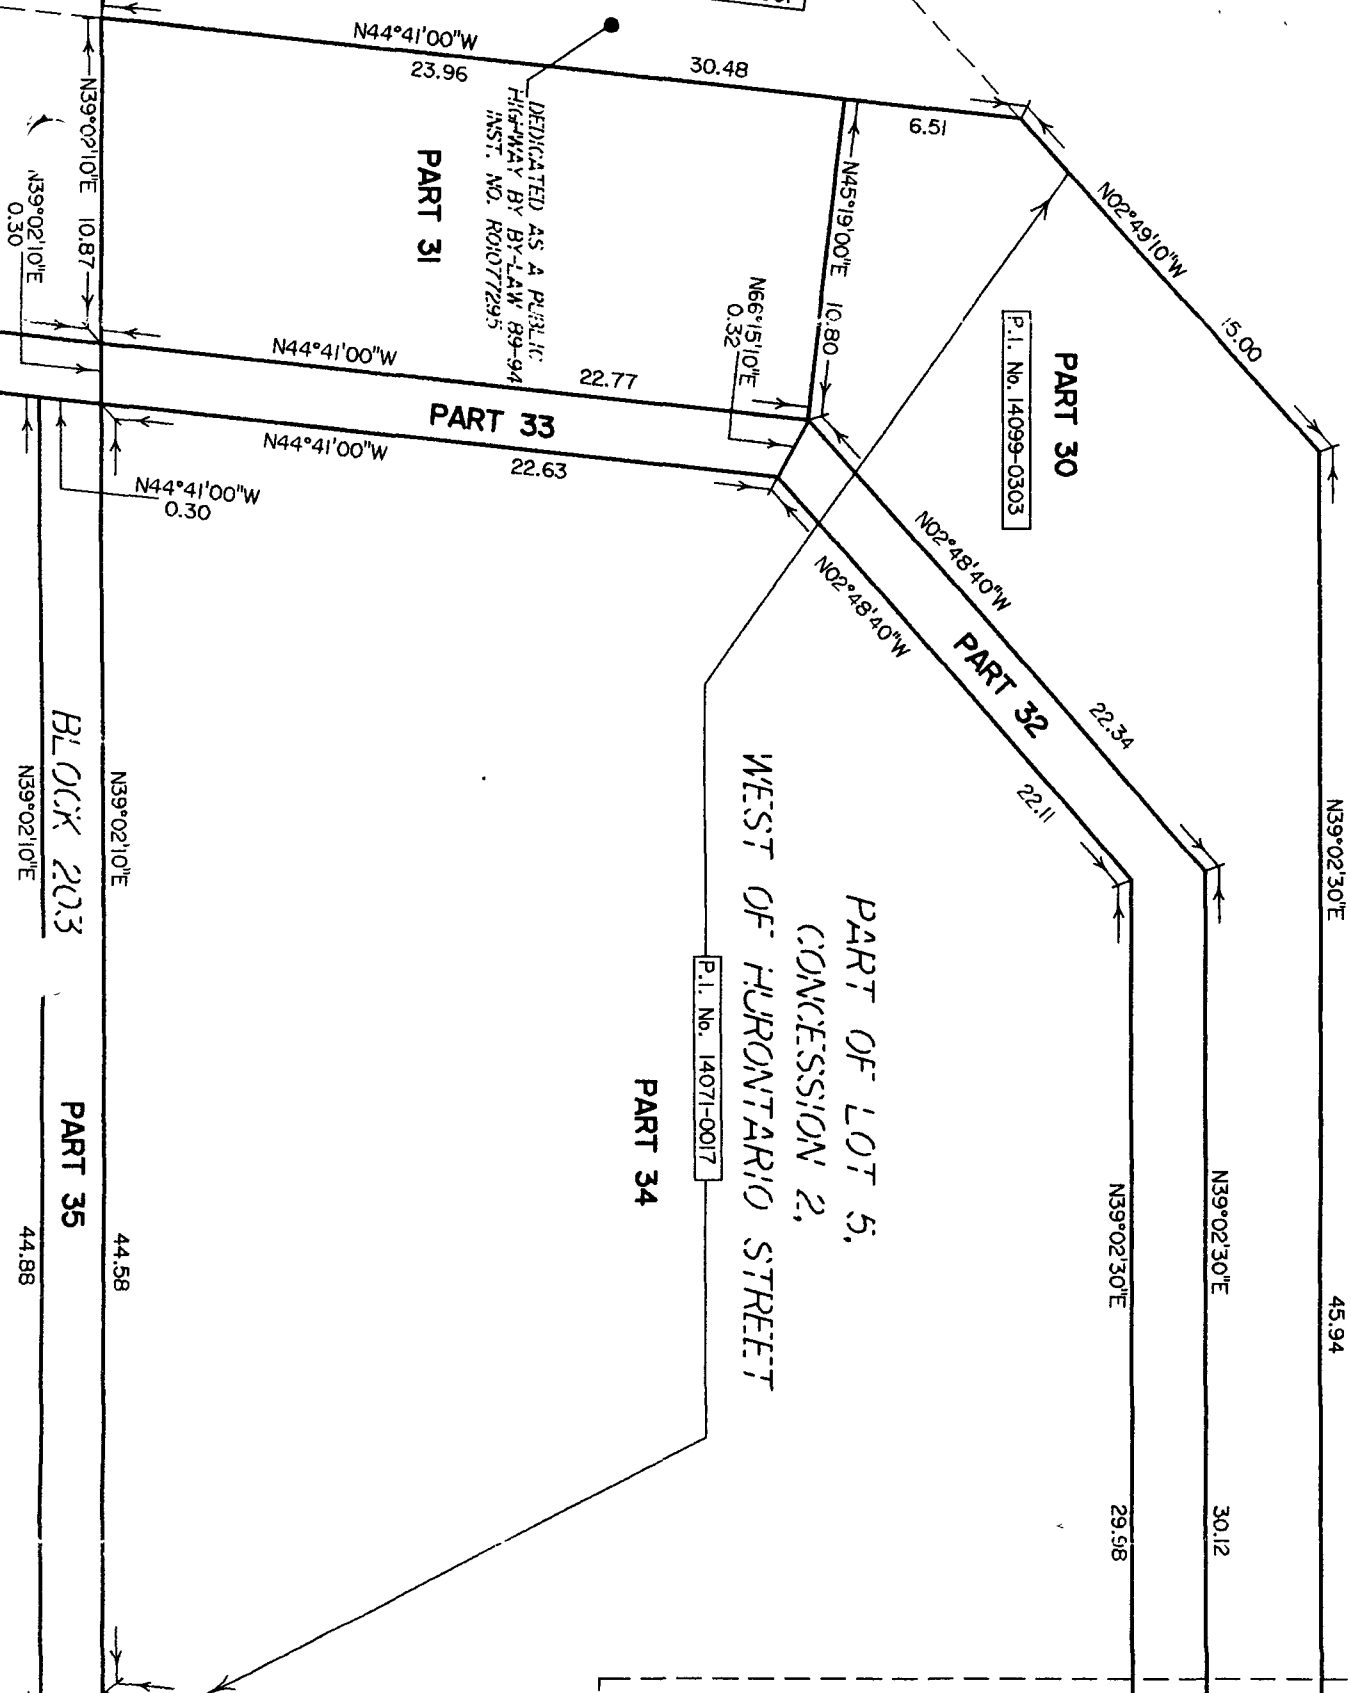 N44°41'00"W
23.96
30.48
6.51
N39°02'10"E 10.87
N39°02'10"E
0.30
PART 31
DEDICATED AS A PUBLIC
HIGHWAY BY BY-LAW 89-94
INST. NO. RO1077295
N45°19'00"E 10.80
N66°15'10"E
0.32
N02°49'10"W
15.00
PART 30
P.I. No. 14099-0303
N44°41'00"W
22.77
PART 33
N44°41'00"W
22.63
N44°41'00"W
0.30
N02°48'40"W
22.34
PART 32
N02°48'40"W
22.11
N39°02'30"E
45.94
N39°02'30"E
30.12
N39°02'30"E
29.98
PART OF LOT 5,
CONCESSION 2,
WEST OF HURONTARIO STREET
P.I. No. 14071-0017
PART 34
N39°02'10"E
44.58
BLOCK 203
PART 35
N39°02'10"E
44.88